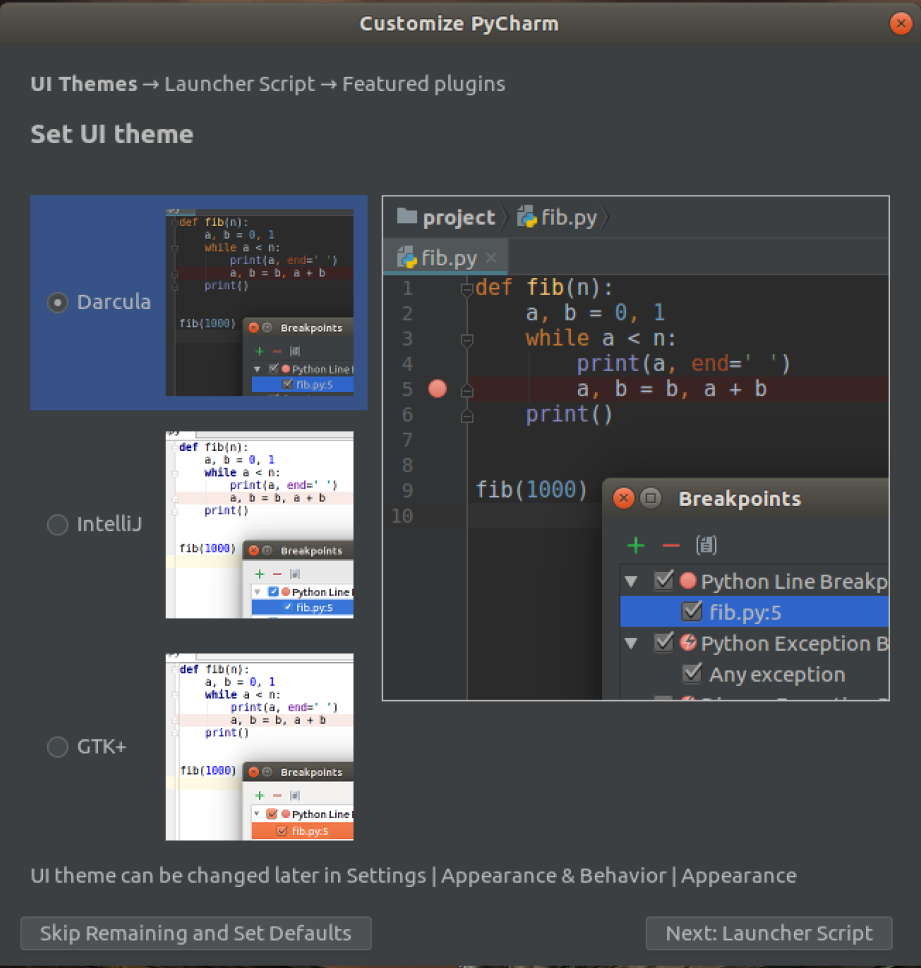 Customize PyCharm
UI Themes → Launcher Script → Featured plugins
Set UI theme
Darcula
def fib(n):
a, b = 0, 1
while a < n:
print(a, end=' ')
a, b = b, a + b
print()
fib(1000)
Breakpoints
Python Line
fib.py:5
IntelliJ
def fib(n):
a, b = 0, 1
while a < n:
print(a, end=' ')
a, b = b, a + b
print()
fib(1000)
Breakpoints
Python Line
fib.py:5
GTK+
def fib(n):
a, b = 0, 1
while a < n:
print(a, end=' ')
a, b = b, a + b
print()
fib(1000)
Breakpoints
Python Line
fib.py:5
project fib.py
fib.py
1 def fib(n):
2 a, b = 0, 1
3 while a < n:
4 print(a, end=' ')
5 a, b = b, a + b
6 print()
7
8
9 fib(1000)
10
Breakpoints
Python Line Breakp
fib.py:5
Python Exception B
Any exception
UI theme can be changed later in Settings | Appearance & Behavior | Appearance
Skip Remaining and Set Defaults
Next: Launcher Script